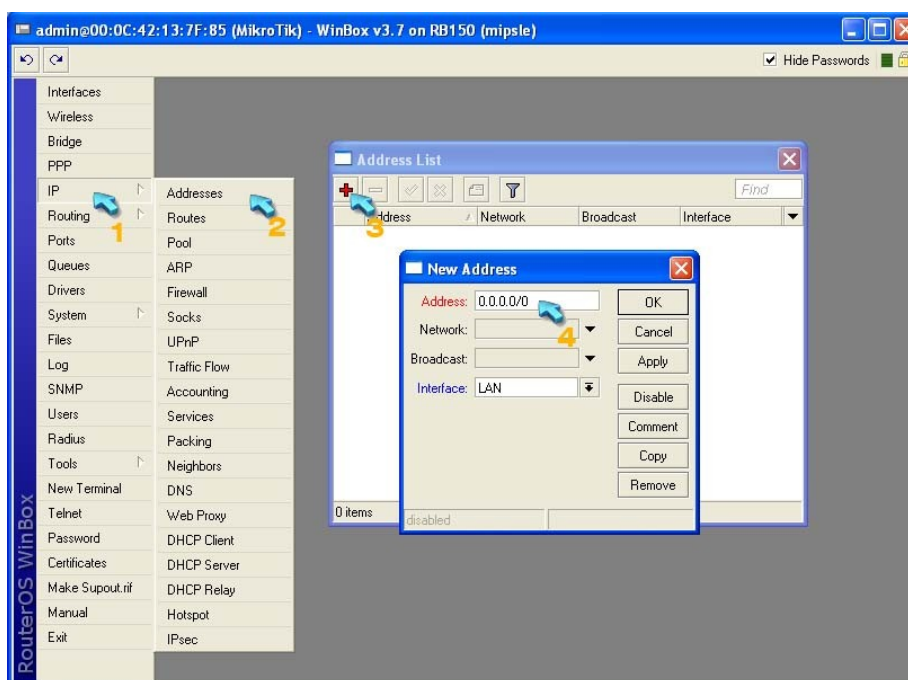 admin@00:0C:42:13:7F:85 (MikroTik) - WinBox v3.7 on RB150 (mipsle)
Hide Passwords
Interfaces
Wireless
Bridge
PPP
IP
Routing
Ports
Queues
Drivers
System
Files
Log
SNMP
Users
Radius
Tools
New Terminal
Telnet
Password
Certificates
Make Supout.rif
Manual
Exit
RouterOS WinBox
1
Addresses
Routes
Pool
ARP
Firewall
Socks
UPnP
Traffic Flow
Accounting
Services
Packing
Neighbors
DNS
Web Proxy
DHCP Client
DHCP Server
DHCP Relay
Hotspot
IPsec
2
Address List
Find
3
Address Network Broadcast Interface
New Address
Address: 0.0.0.0/0
4
Network:
Broadcast:
Interface: LAN
OK
Cancel
Apply
Disable
Comment
Copy
Remove
disabled
0 items